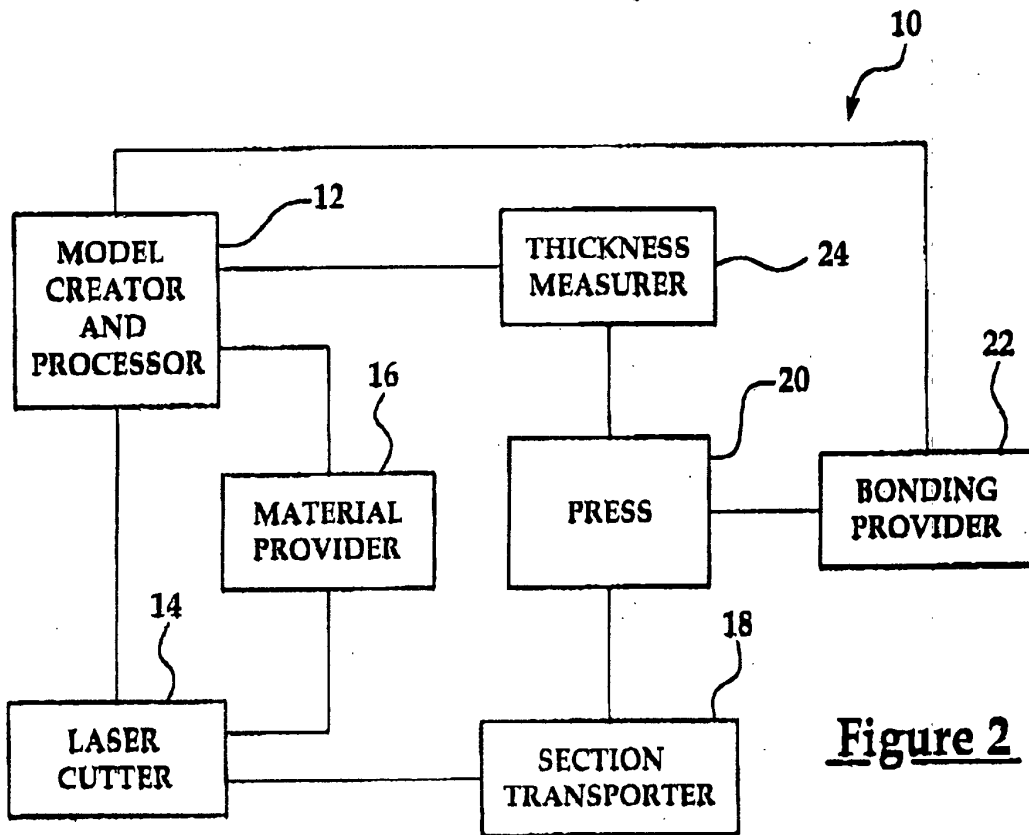 10
12
MODEL
CREATOR
AND
PROCESSOR
THICKNESS
MEASURER
24
16
20
22
MATERIAL
PROVIDER
PRESS
BONDING
PROVIDER
14
18
LASER
CUTTER
SECTION
TRANSPORTER
Figure 2